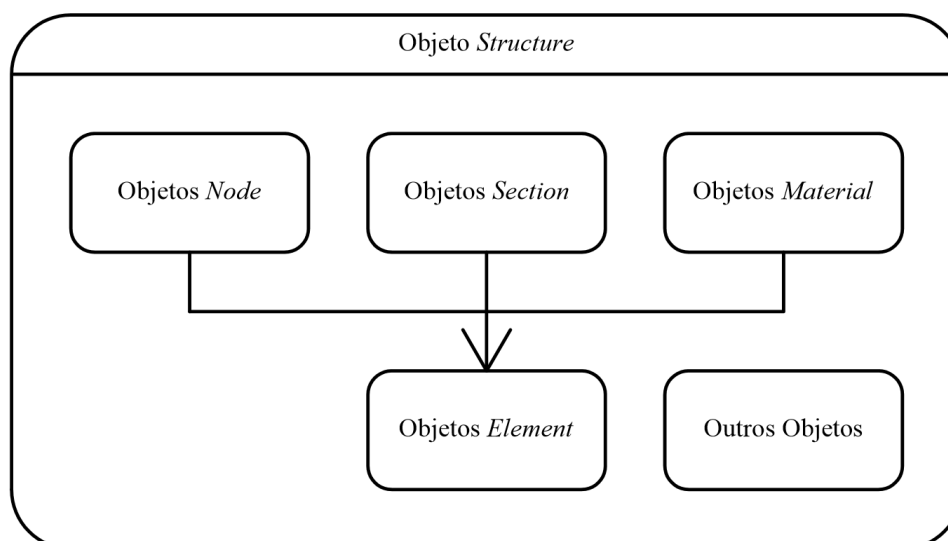 Objeto Structure
Objetos Node
Objetos Section
Objetos Material
Objetos Element
Outros Objetos